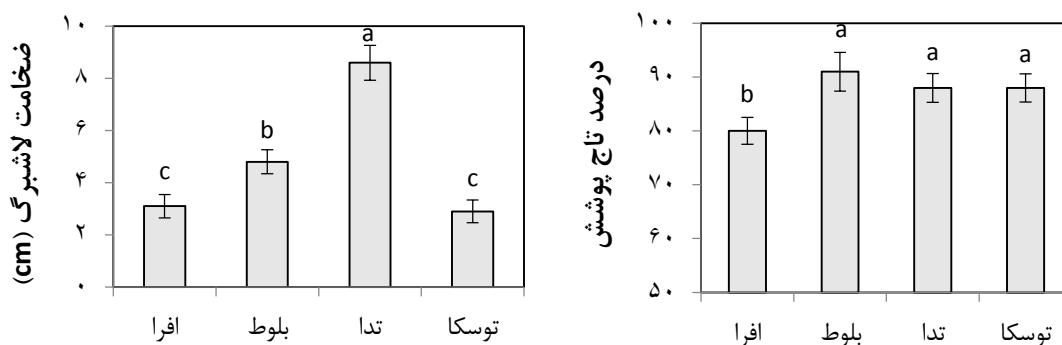 ضخامت لاشبرگ (cm)
۱۰
۸
۶
۴
۲
۰
c
b
a
c
افرا
بلوط
تدا
توسکا
درصد تاج پوشش
۱۰۰
۹۰
۸۰
۷۰
۶۰
۵۰
b
a
a
a
افرا
بلوط
تدا
توسکا